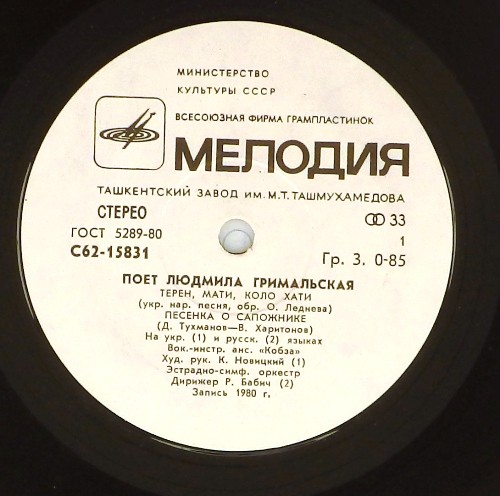 МИНИСТЕРСТВО
КУЛЬТУРЫ СССР
ВСЕСОЮЗНАЯ ФИРМА ГРАМПЛАСТИНОК
МЕЛОДИЯ
ТАШКЕНТСКИЙ ЗАВОД ИМ. М.Т. ТАШМУХАМЕДОВА
СТЕРЕО
33
ГОСТ 5289-80
1
С62-15831
Гр. 3. 0-85
ПОЕТ ЛЮДМИЛА ГРИМАЛЬСКАЯ
ТЕРЕН, МАТИ, КОЛО ХАТИ
(укр. нар. песня, обр. О. Леднева)
ПЕСЕНКА О САПОЖНИКЕ
(Д. Тухманов—В. Харитонов)
На укр. (1) и русск. (2) языках
Вок.-инстр. анс. «Кобза»
Худ. рук. К. Новицкий (1)
Эстрадно-симф. оркестр
Дирижер Р. Бабич (2)
Запись 1980 г.